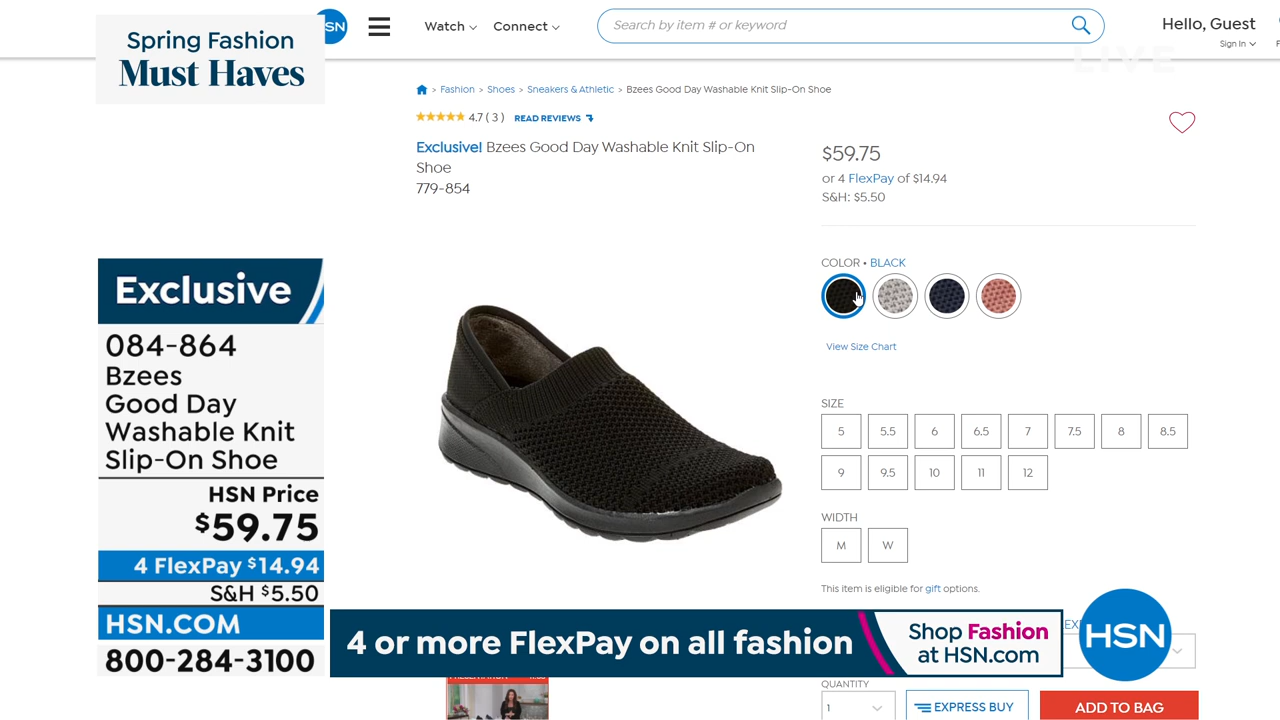 Spring Fashion
Must Haves
SN
Watch
Connect
Search by item # or keyword
Hello, Guest
Sign In
LIVE
> Fashion > Shoes > Sneakers & Athletic > Bzees Good Day Washable Knit Slip-On Shoe
4.7 ( 3 ) READ REVIEWS
Exclusive! Bzees Good Day Washable Knit Slip-On
Shoe
779-854
$59.75
or 4 FlexPay of $14.94
S&H: $5.50
COLOR • BLACK
View Size Chart
SIZE
5 5.5 6 6.5 7 7.5 8 8.5
9 9.5 10 11 12
WIDTH
M W
This item is eligible for gift options.
Exclusive
084-864
Bzees
Good Day
Washable Knit
Slip-On Shoe
HSN Price
$59.75
4 FlexPay $14.94
S&H $5.50
HSN.COM
800-284-3100
4 or more FlexPay on all fashion
Shop Fashion
at HSN.com
HSN
QUANTITY
1
EXPRESS BUY
ADD TO BAG